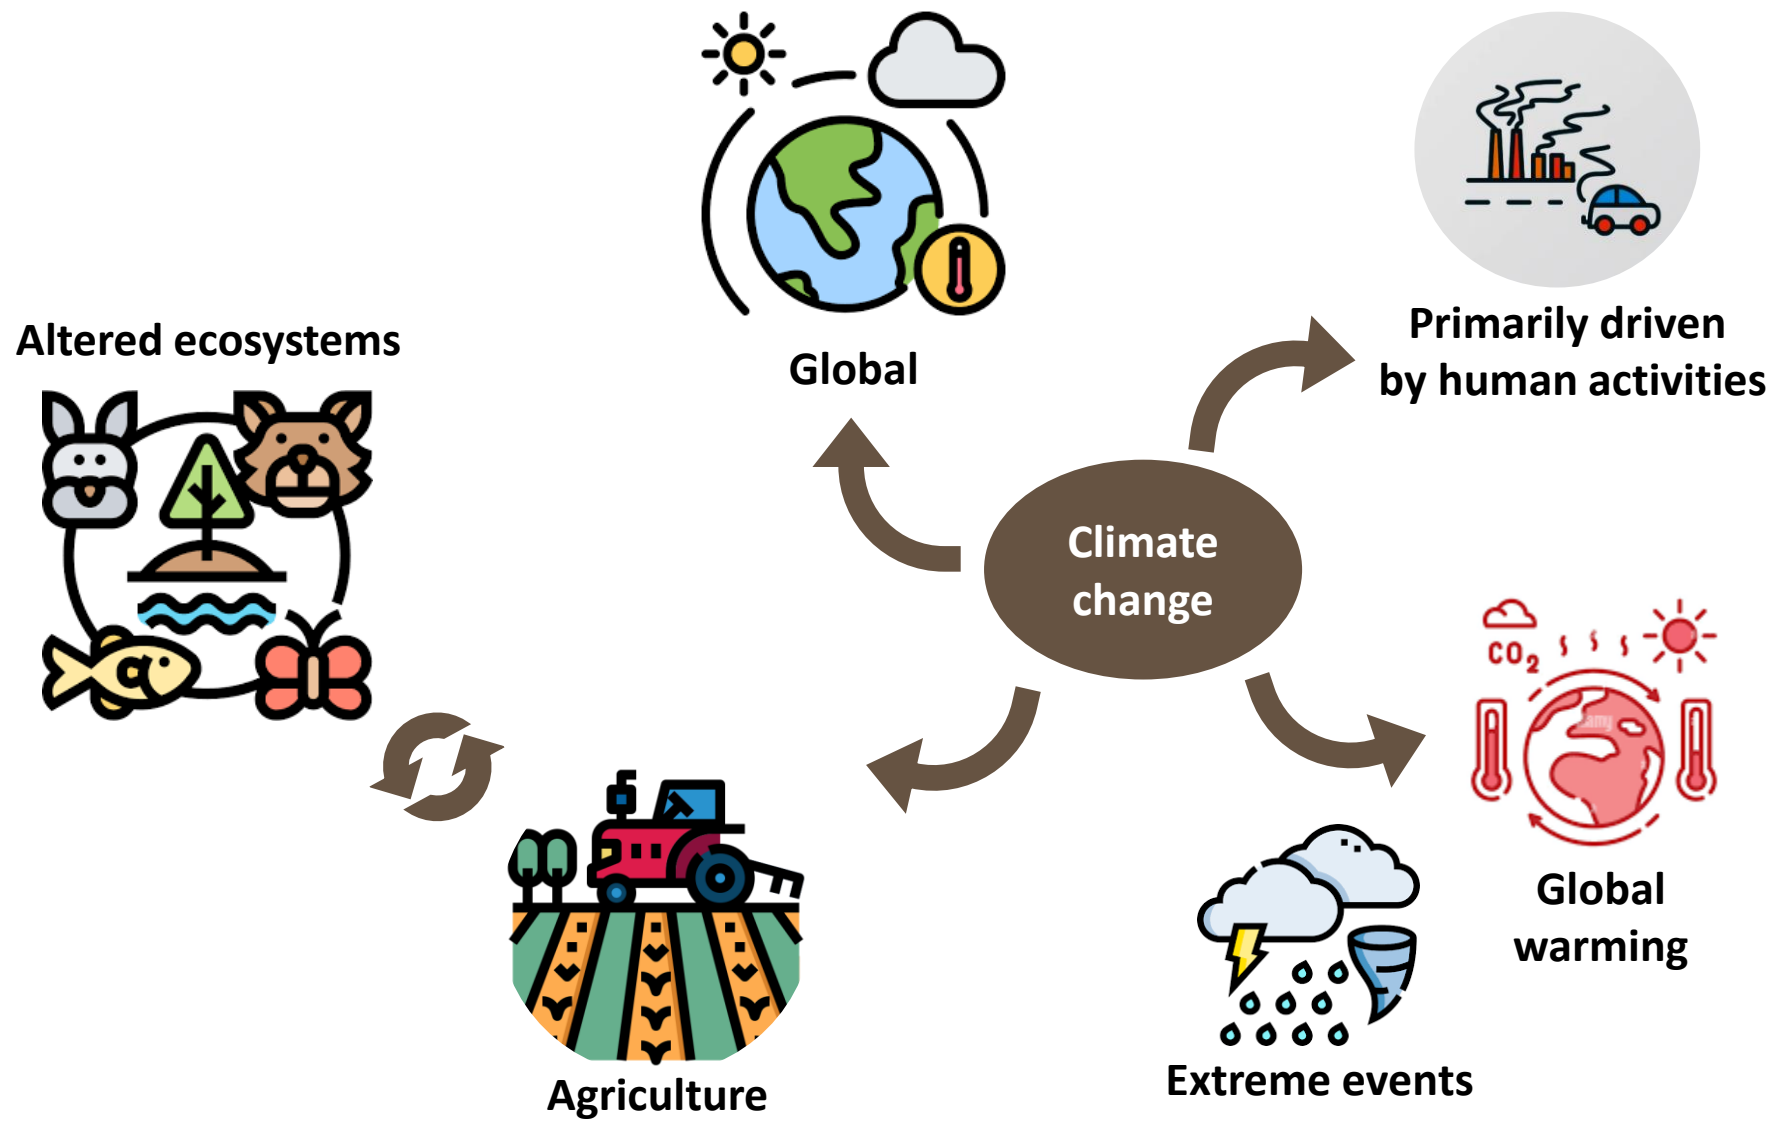 Global
Primarily driven
by human activities
Altered ecosystems
Climate
change
CO2
Global
warming
Extreme events
Agriculture